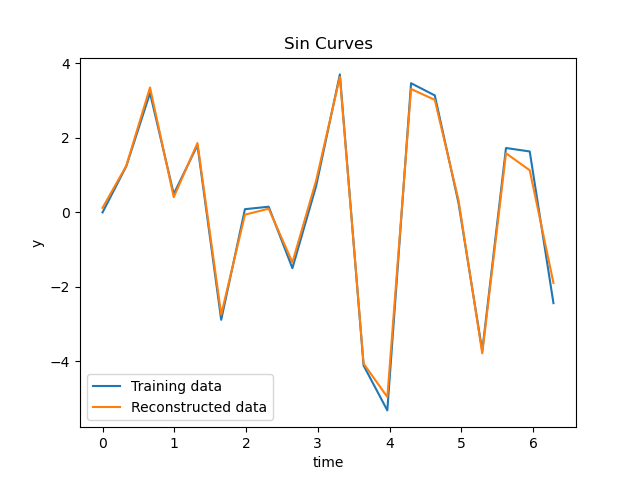 Sin Curves
4
2
0
−2
−4
y
0 1 2 3 4 5 6
time
Training data
Reconstructed data